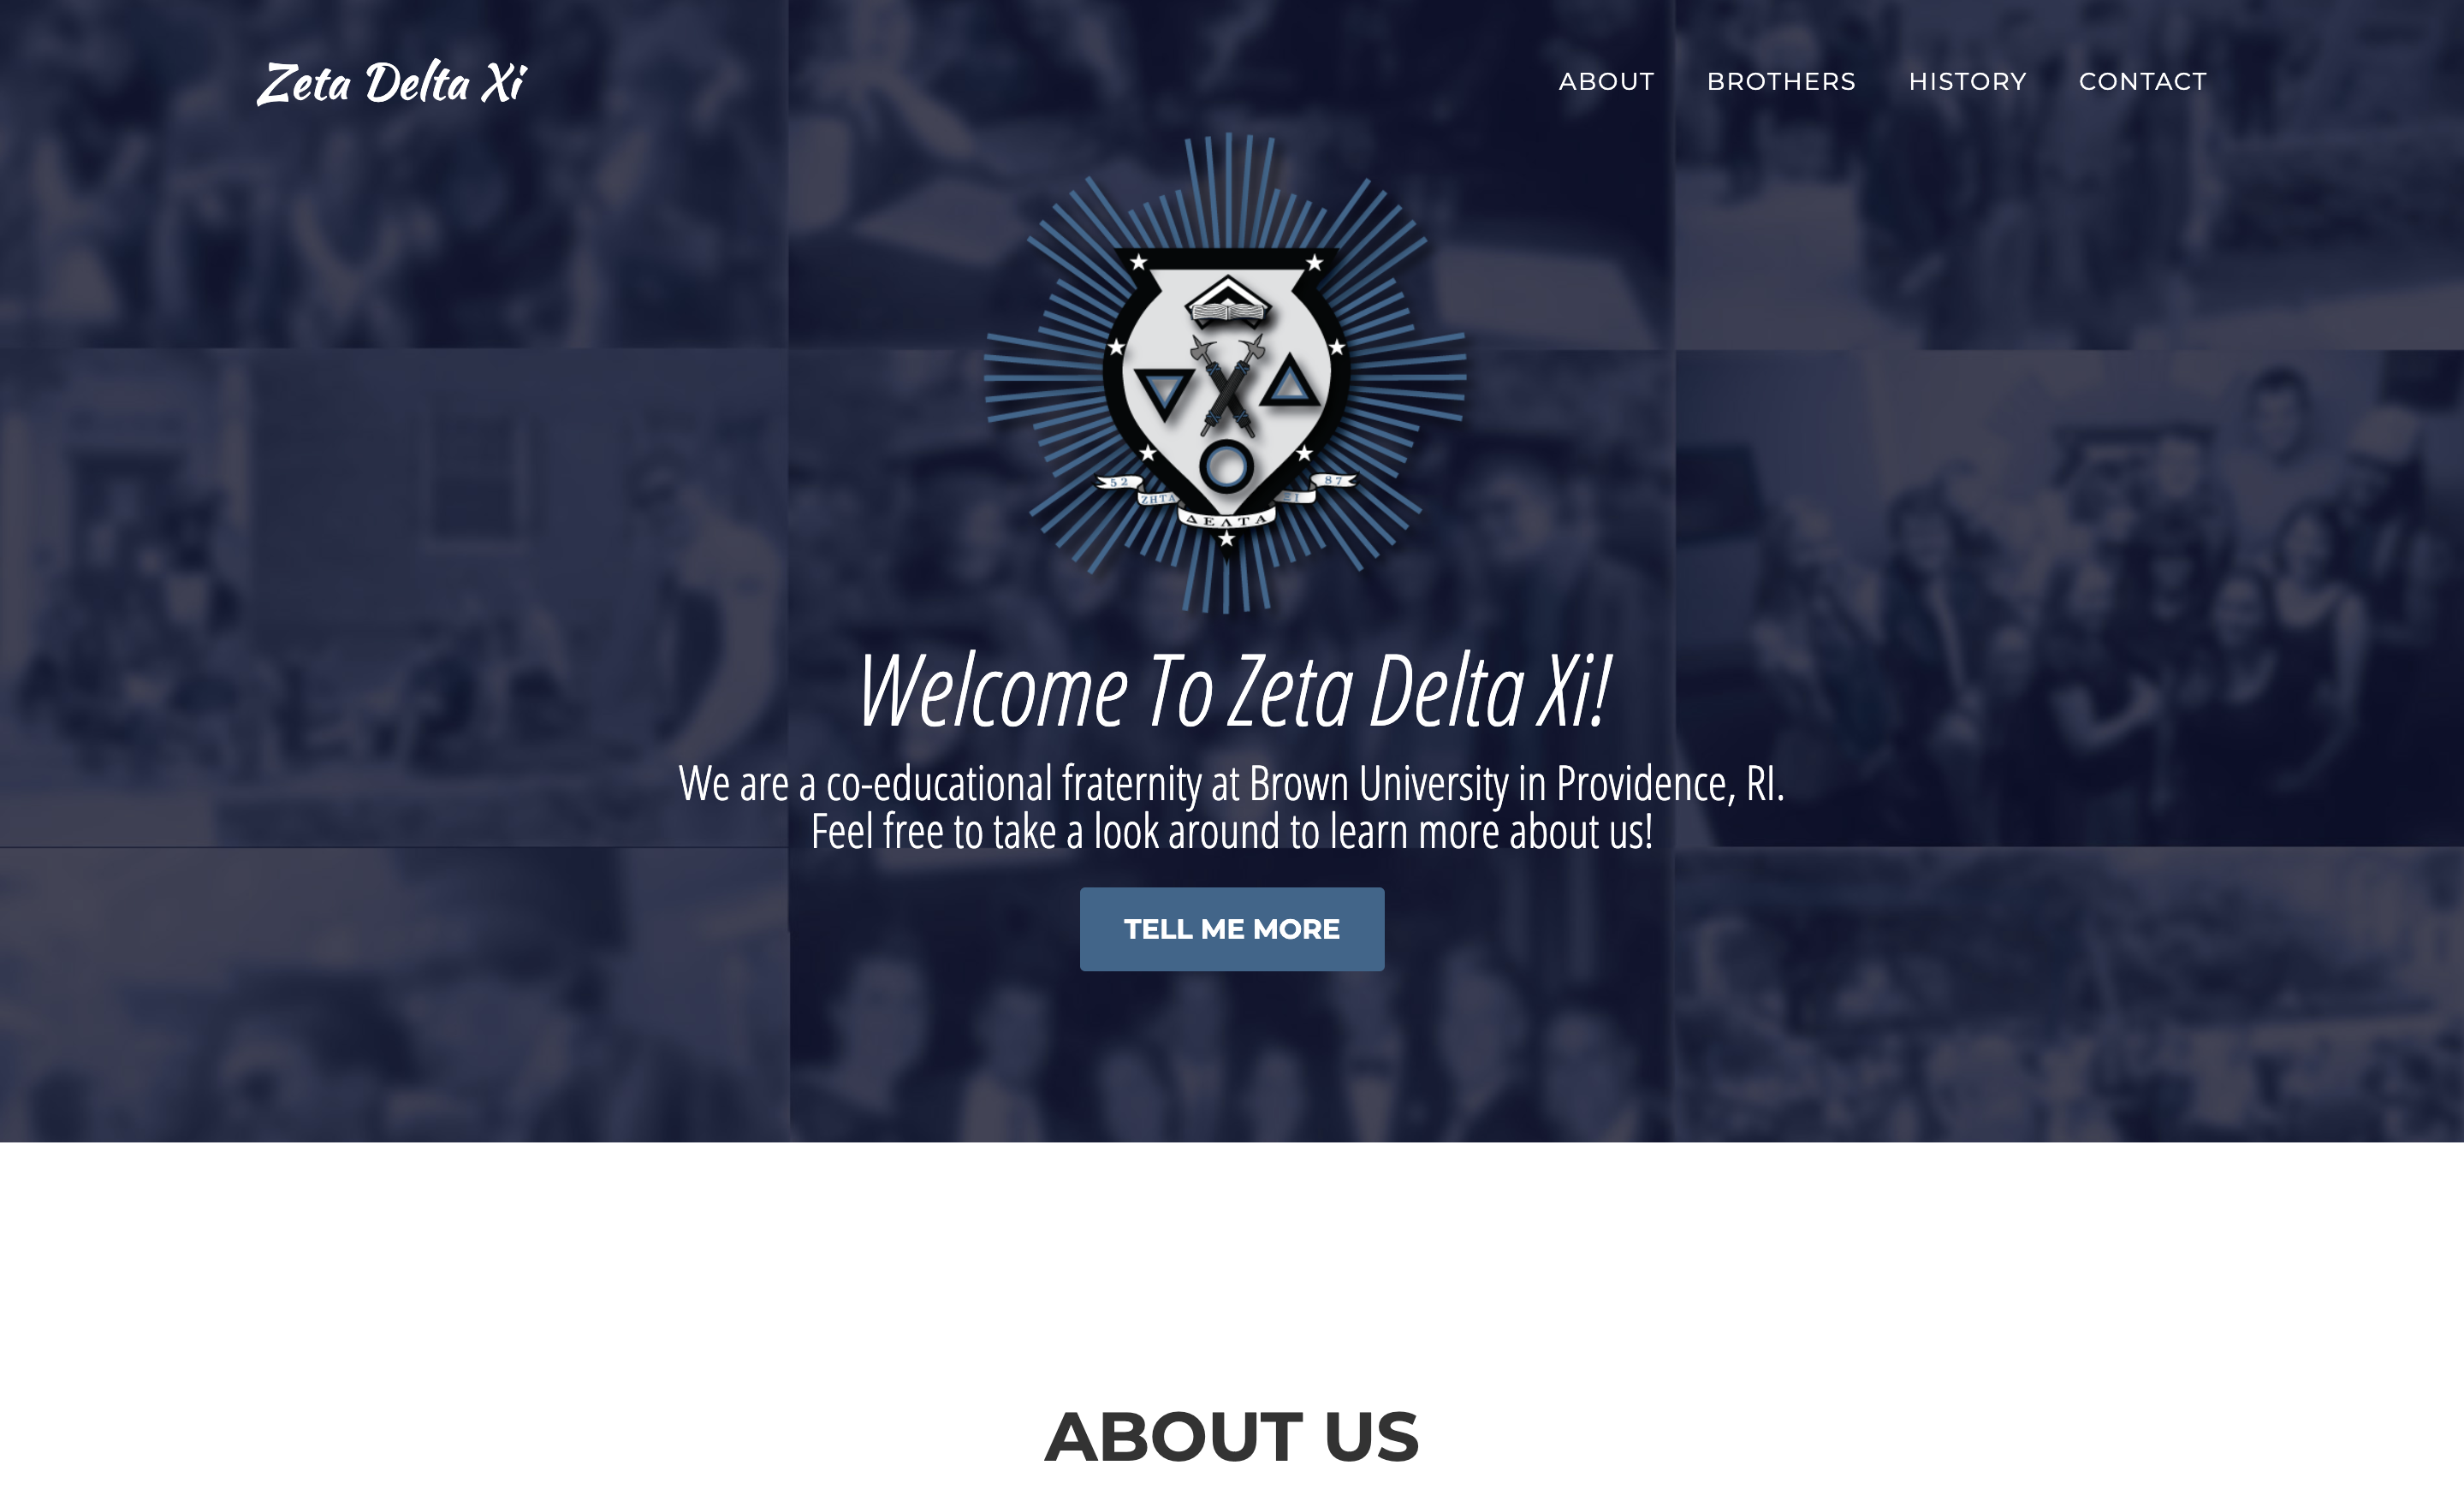 Zeta Delta Xi
ABOUT BROTHERS HISTORY CONTACT
52 87
ZHTA ΞΙ
ΔΕΛΤΑ
Welcome To Zeta Delta Xi!
We are a co-educational fraternity at Brown University in Providence, RI.
Feel free to take a look around to learn more about us!
TELL ME MORE
ABOUT US